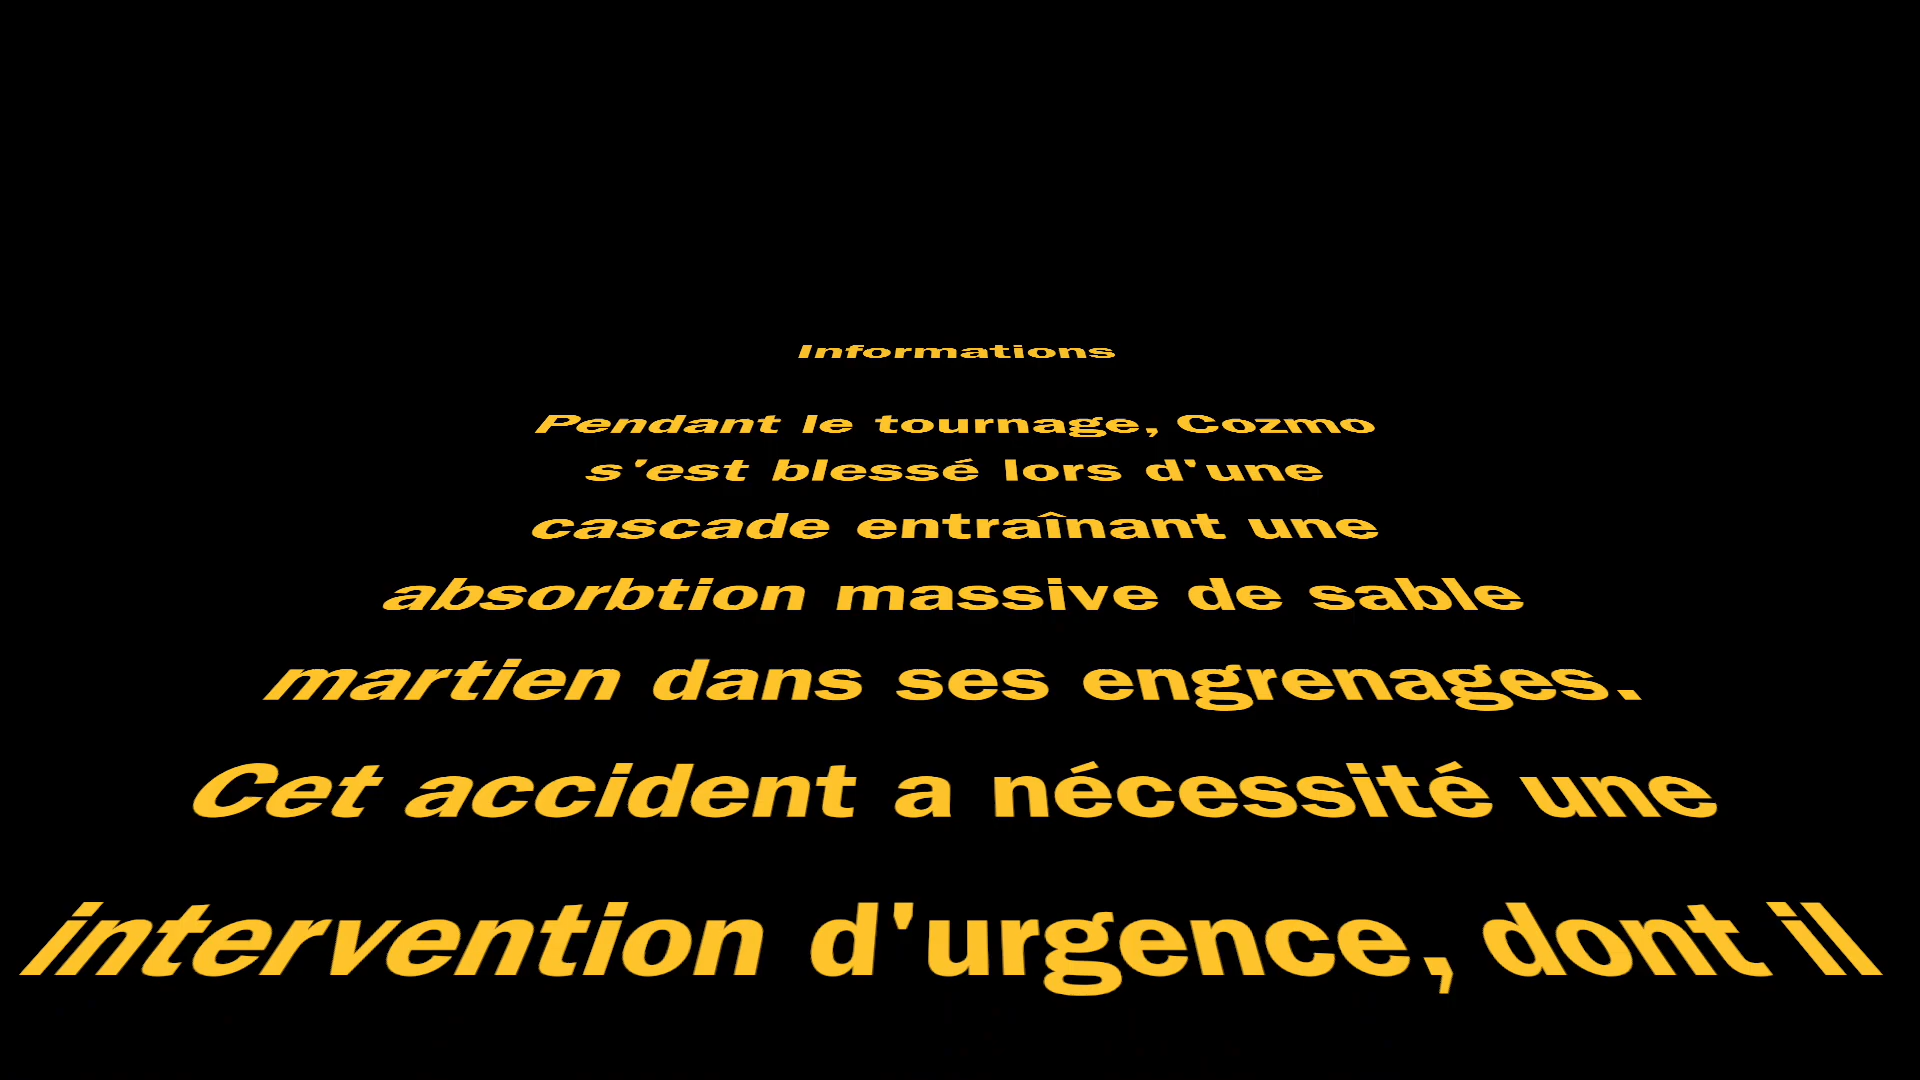 Informations
Pendant le tournage, Cozmo
s'est blessé lors d'une
cascade entraînant une
absorbtion massive de sable
martien dans ses engrenages.
Cet accident a nécessité une
intervention d'urgence, dont il